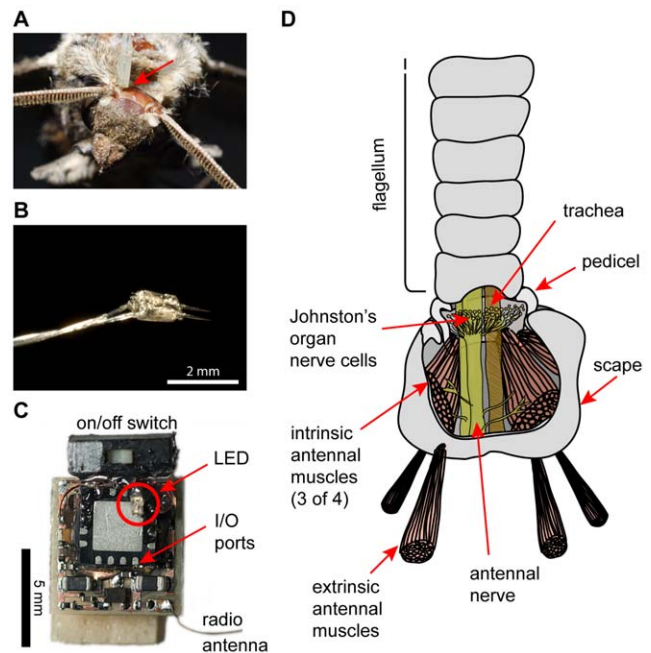 A
B
2 mm
C
on/off switch
LED
I/O
ports
5 mm
radio
antenna
D
flagellum
trachea
pedicel
Johnston's
organ
nerve cells
scape
intrinsic
antennal
muscles
(3 of 4)
antennal
nerve
extrinsic
antennal
muscles